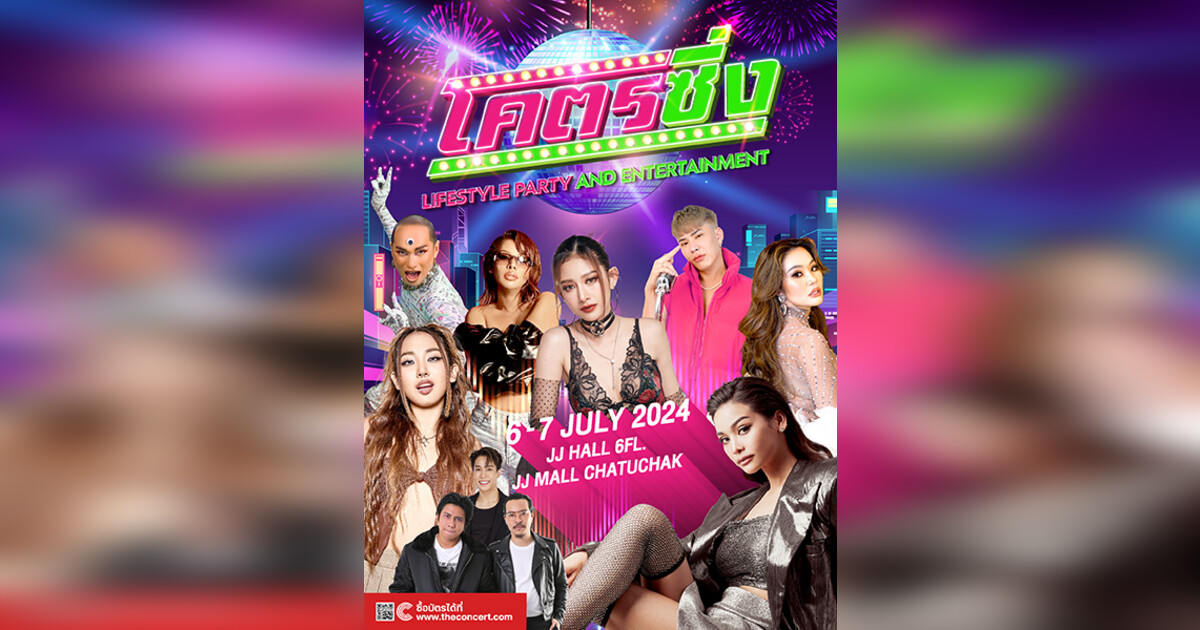 โคตรซิ่ง
LIFESTYLE PARTY AND ENTERTAINMENT
6-7 JULY 2024
JJ HALL 6FL.
JJ MALL CHATUCHAK
ซื้อบัตรได้ที่
www.theconcert.com